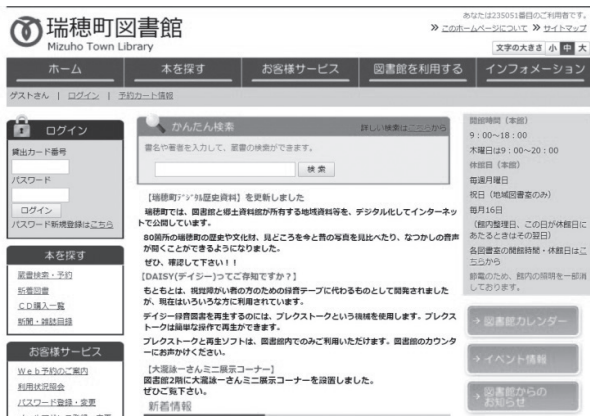 瑞穂町図書館
Mizuho Town Library
あなたは235051番目のご利用者です。
このホームページについて サイトマップ
文字の大きさ 小 中 大
ホーム 本を探す お客様サービス 図書館を利用する インフォメーション
ゲストさん | ログイン | 予約カート情報
ログイン
貸出カード番号
パスワード
ログイン
パスワード新規登録はこちら
本を探す
蔵書検索・予約
新着図書
CD購入一覧
新聞・雑誌目録
お客様サービス
Web予約のご案内
利用状況照会
パスワード登録・変更
かんたん検索
詳しい検索はこちらから
書名や著者を入力して、蔵書の検索ができます。
検索
【瑞穂町デジタル歴史資料】を更新しました
瑞穂町では、図書館と郷土資料館が所有する地域資料等を、デジタル化してインターネッ
トで公開しています。
80箇所の瑞穂町の歴史や文化財、見どころを今と昔の写真を見比べたり、なつかしの音声
が聞くことができるようになりました。
ぜひ、確認して下さい!!
【DAISY(デイジー)ってご存知ですか?】
もともとは、視覚障がい者の方のための録音テープに代わるものとして開発されました
が、現在はいろいろな方に利用されています。
デイジー録音図書を再生するのには、プレクストークという機械を使用します。プレクス
トークは簡単な操作で再生ができます。
プレクストークと再生ソフトは、図書館内でのみご利用いただけます。図書館のカウンタ
ーにお声かけください。
【大瀧詠一さんミニ展示コーナー】
図書館2階に大瀧詠一さんミニ展示コーナーを設置しました。
ぜひご覧下さい。
新着情報
開館時間(本館)
9:00~18:00
木曜日は9:00~20:00
休館日(本館)
毎週月曜日
祝日(地域図書室のみ)
毎月16日
(館内整理日、この日が休館日に
あたるときはその翌日)
各図書室の開館時間・休館日はこ
ちらから
節電のため、館内の照明を一部消
しております。
図書館カレンダー
イベント情報
図書館からの
お知らせ